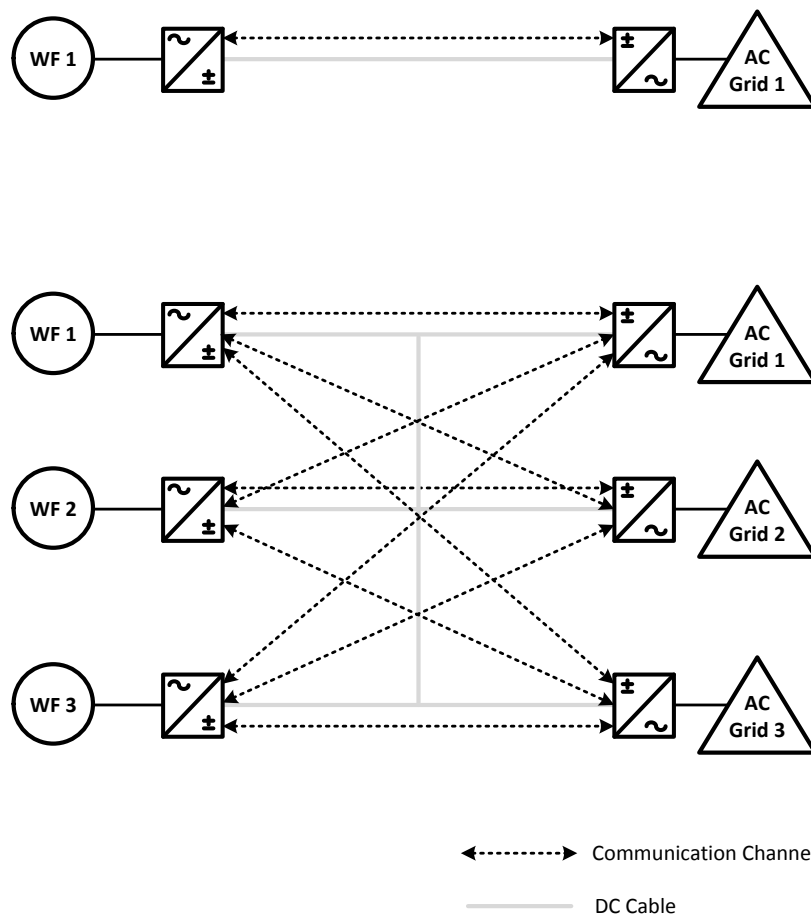 WF 1
~
±
±
~
AC
Grid 1
WF 1
~
±
±
~
AC
Grid 1
WF 2
~
±
±
~
AC
Grid 2
WF 3
~
±
±
~
AC
Grid 3
Communication Channel
DC Cable